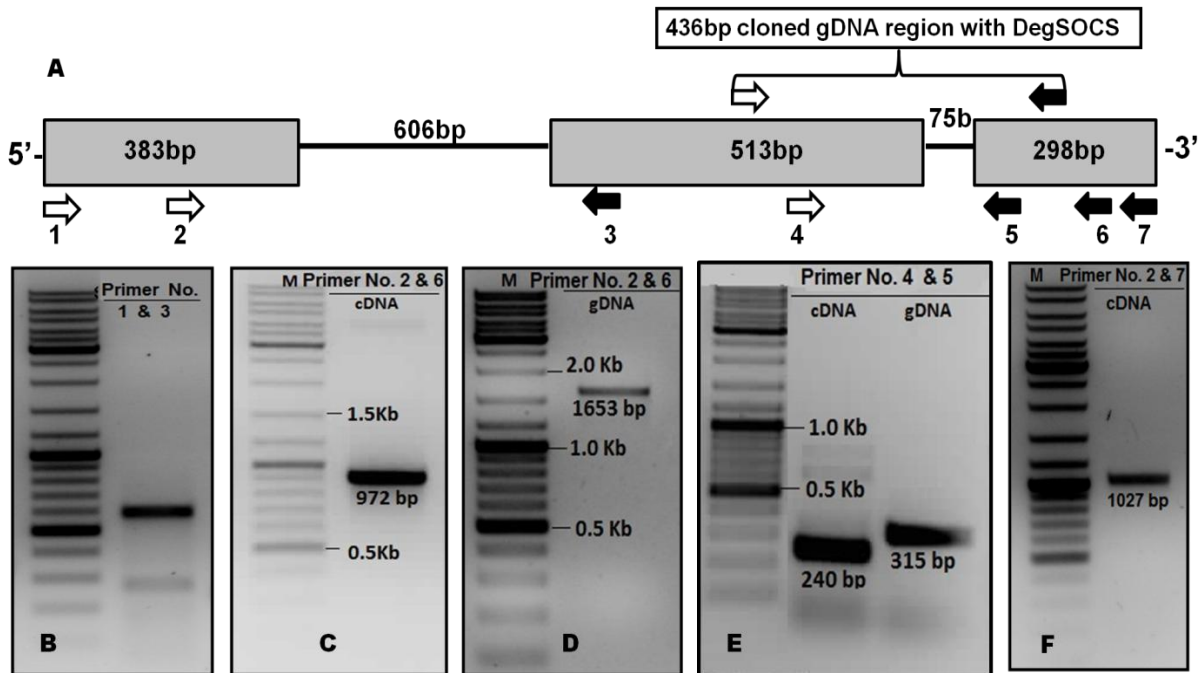 436bp cloned gDNA region with DegSOCS
A
5'- 383bp 606bp 513bp 75b 298bp -3'
1 2 3 4 5 6 7
Primer No.
1 & 3
B
M Primer No. 2 & 6
cDNA
1.5Kb
972 bp
0.5Kb
C
M Primer No. 2 & 6
gDNA
2.0 Kb
1653 bp
1.0 Kb
0.5 Kb
D
Primer No. 4 & 5
cDNA gDNA
1.0 Kb
0.5 Kb
240 bp 315 bp
E
M Primer No. 2 & 7
cDNA
1027 bp
F